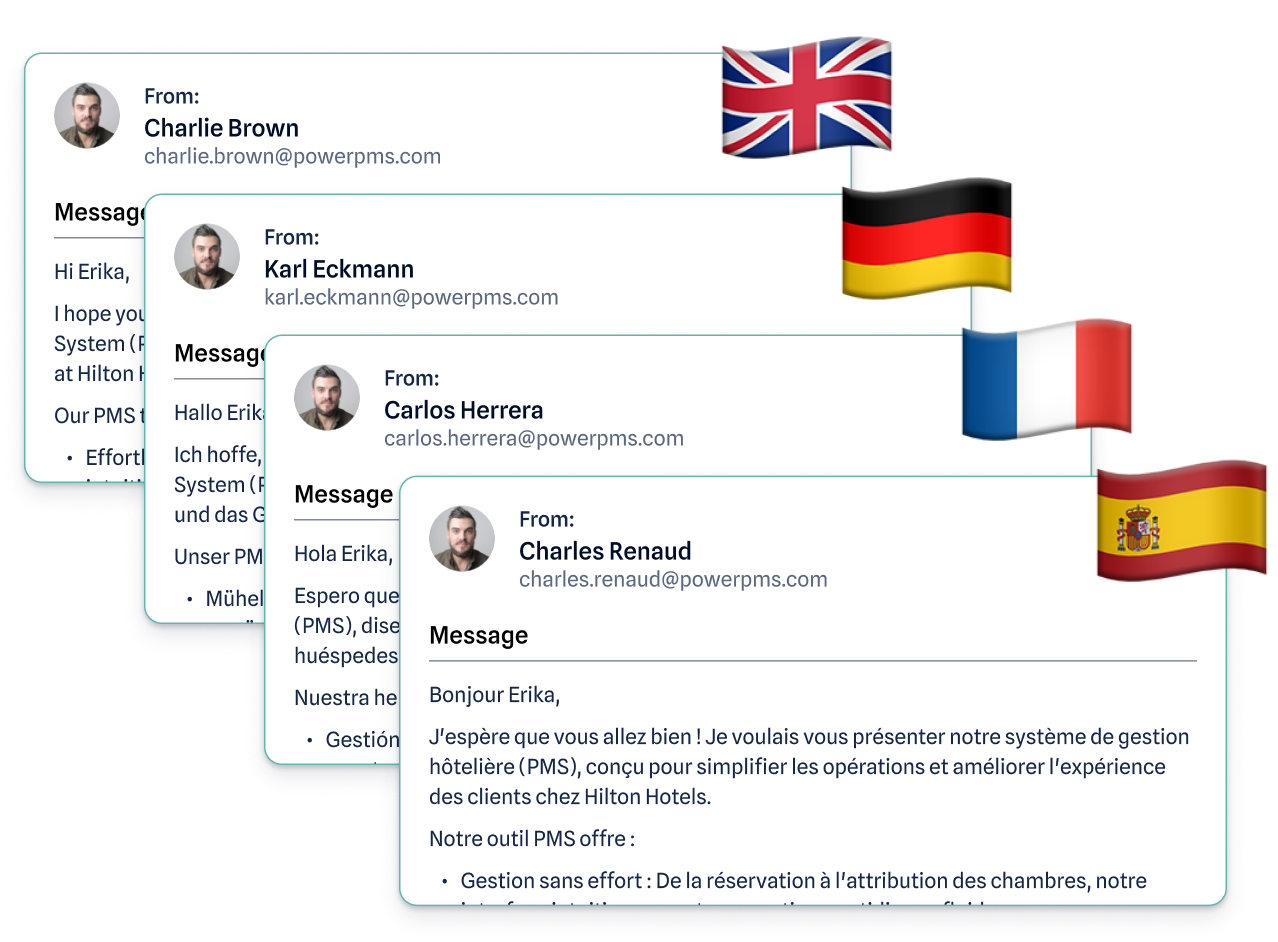 From:
Charlie Brown
charlie.brown@powerpms.com
Message
Hi Erika,
I hope you
System (P
at Hilton H
Our PMS t
• Effortl
From:
Karl Eckmann
karl.eckmann@powerpms.com
Message
Hallo Erika
Ich hoffe,
System (P
und das G
Unser PM
• Mühel
From:
Carlos Herrera
carlos.herrera@powerpms.com
Message
Hola Erika,
Espero que
(PMS), dise
huéspedes
Nuestra he
• Gestión
From:
Charles Renaud
charles.renaud@powerpms.com
Message
Bonjour Erika,
J'espère que vous allez bien ! Je voulais vous présenter notre système de gestion
hôtelière (PMS), conçu pour simplifier les opérations et améliorer l'expérience
des clients chez Hilton Hotels.
Notre outil PMS offre :
• Gestion sans effort : De la réservation à l'attribution des chambres, notre